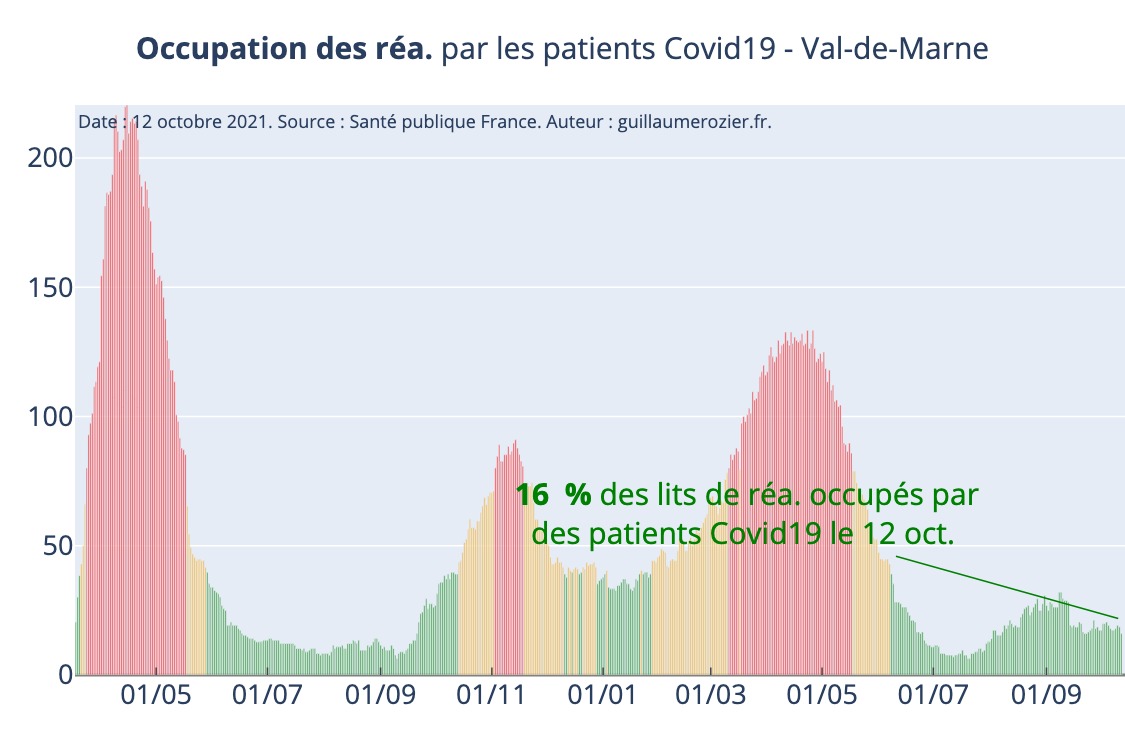 Occupation des réa. par les patients Covid19 - Val-de-Marne
Date : 12 octobre 2021. Source : Santé publique France. Auteur : guillaumerozier.fr.
200
150
100
50
0
16  % des lits de réa. occupés par
des patients Covid19 le 12 oct.
01/05 01/07 01/09 01/11 01/01 01/03 01/05 01/07 01/09